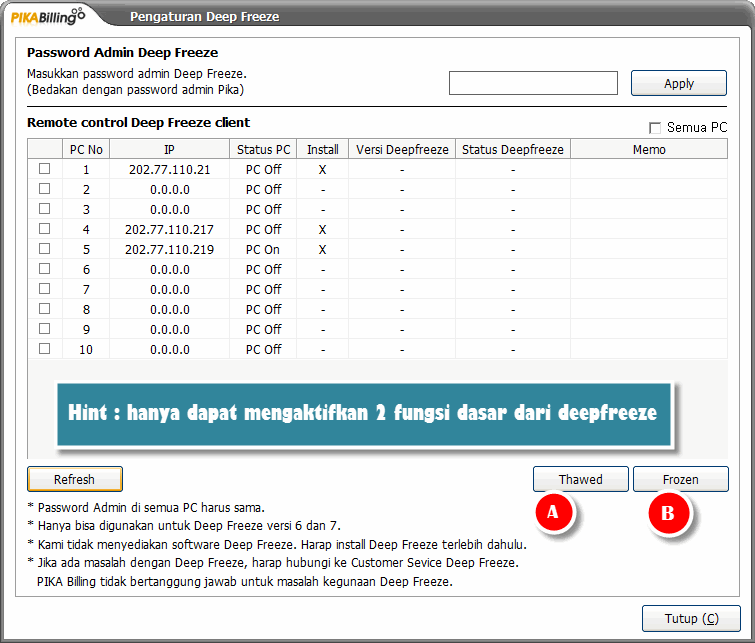 PIKABilling Pengaturan Deep Freeze
Password Admin Deep Freeze
Masukkan password admin Deep Freeze.
(Bedakan dengan password admin Pika)
Apply
Remote control Deep Freeze client
Semua PC
PC No IP Status PC Install Versi Deepfreeze Status Deepfreeze Memo
1 202.77.110.21 PC Off X - -
2 0.0.0.0 PC Off - - -
3 0.0.0.0 PC Off - - -
4 202.77.110.217 PC Off X - -
5 202.77.110.219 PC On X - -
6 0.0.0.0 PC Off - - -
7 0.0.0.0 PC Off - - -
8 0.0.0.0 PC Off - - -
9 0.0.0.0 PC Off - - -
10 0.0.0.0 PC Off - - -
Hint : hanya dapat mengaktifkan 2 fungsi dasar dari deepfreeze
Refresh Thawed Frozen
A B
* Password Admin di semua PC harus sama.
* Hanya bisa digunakan untuk Deep Freeze versi 6 dan 7.
* Kami tidak menyediakan software Deep Freeze. Harap install Deep Freeze terlebih dahulu.
* Jika ada masalah dengan Deep Freeze, harap hubungi ke Customer Sevice Deep Freeze.
PIKA Billing tidak bertanggung jawab untuk masalah kegunaan Deep Freeze.
Tutup (C)